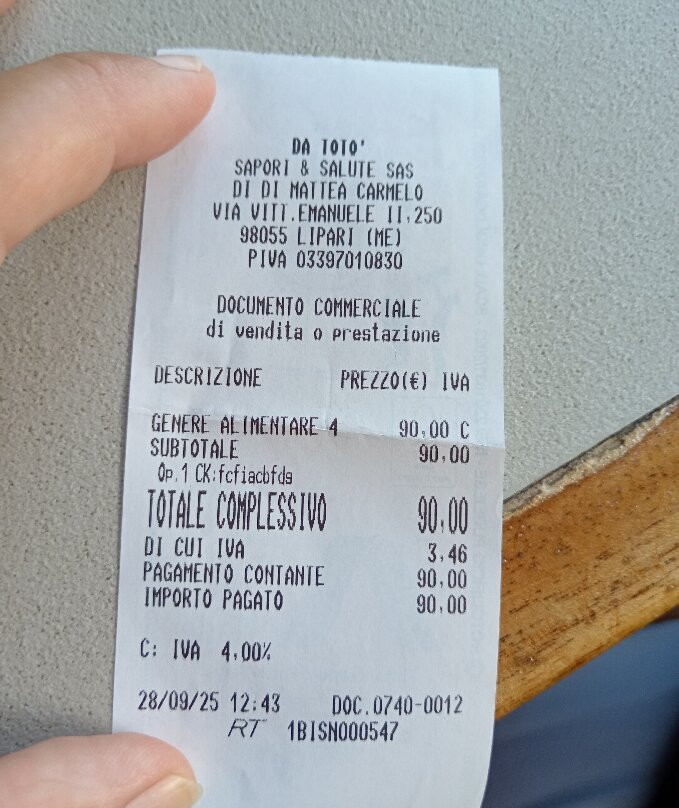 DA TOTO'
SAPORI & SALUTE SAS
DI DI MATTEA CARMELO
VIA VITT.EMANUELE II,250
98055 LIPARI (ME)
PIVA 03397010830
DOCUMENTO COMMERCIALE
di vendita o prestazione
DESCRIZIONE PREZZO(€) IVA
GENERE ALIMENTARE 4 90,00 C
SUBTOTALE 90,00
Op.1 CK:fcfiacbfdg
TOTALE COMPLESSIVO 90,00
DI CUI IVA 3,46
PAGAMENTO CONTANTE 90,00
IMPORTO PAGATO 90,00
C: IVA 4,00%
28/09/25 12:43 DOC.0740-0012
RT 1BISN000547